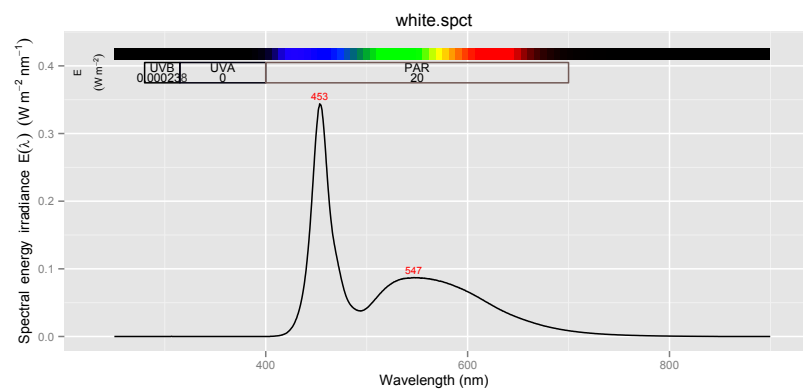 white.spct
Spectral energy irradiance E(λ) (W m⁻² nm⁻¹)
E
(W m⁻²)
UVB
0.000238
UVA
0
PAR
20
453
547
0.4
0.3
0.2
0.1
0.0
400
600
800
Wavelength (nm)